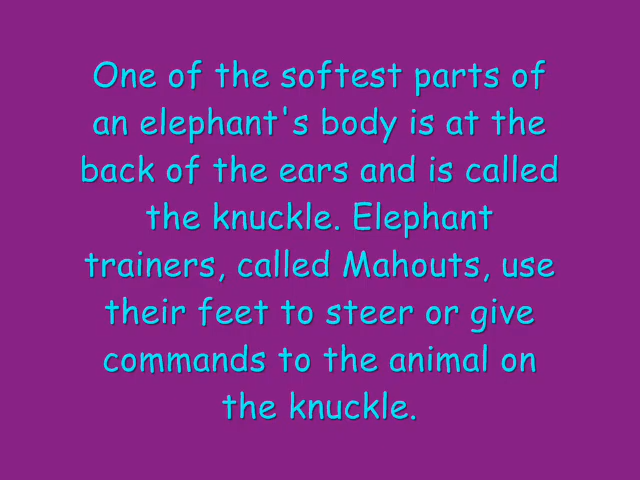 One of the softest parts of
an elephant's body is at the
back of the ears and is called
the knuckle. Elephant
trainers, called Mahouts, use
their feet to steer or give
commands to the animal on
the knuckle.